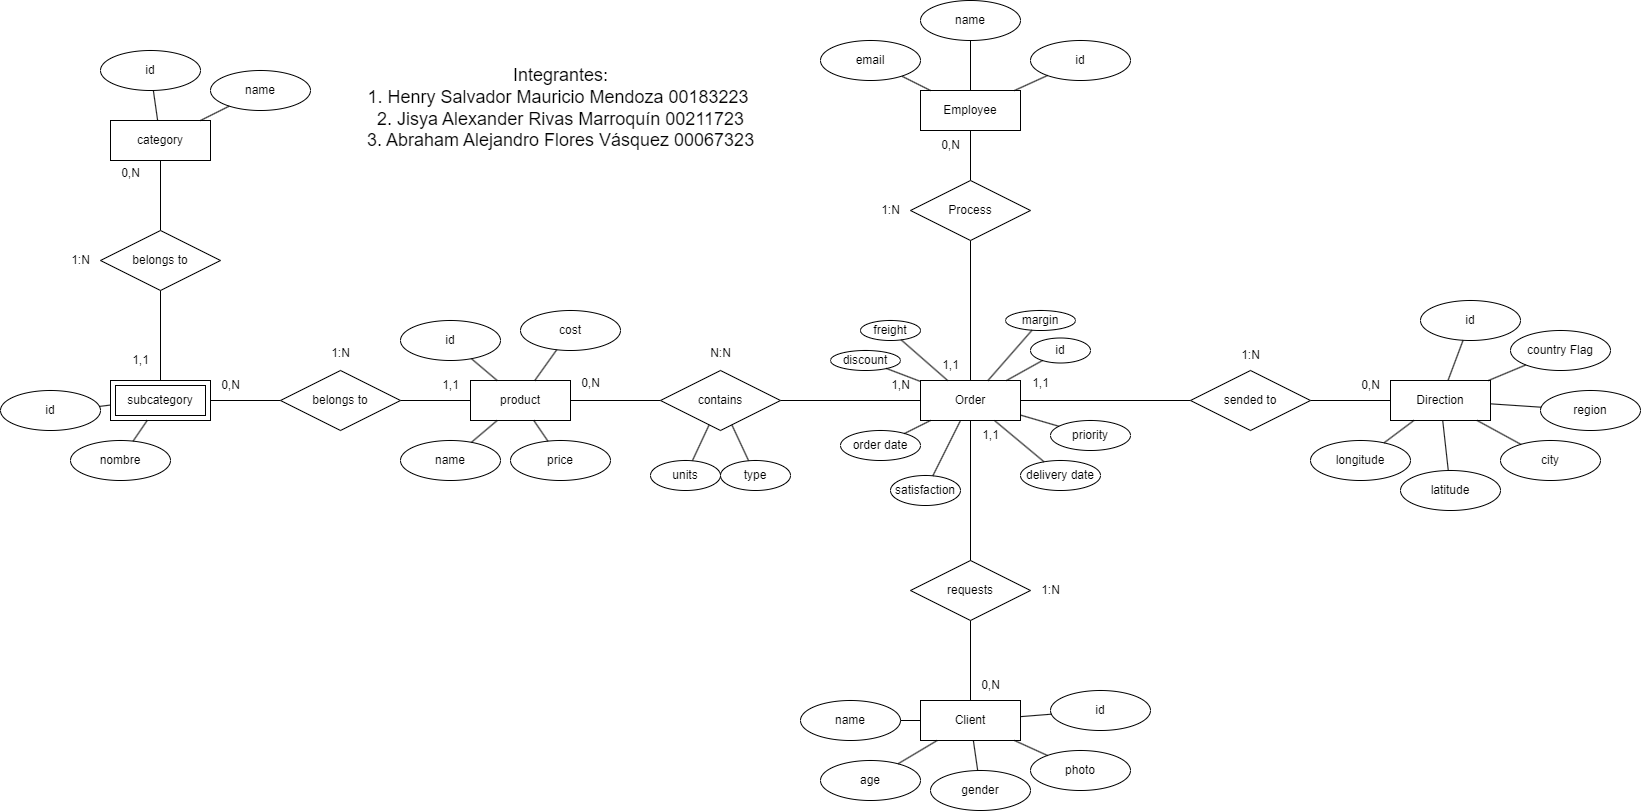 name
email
id
Employee
0,N
1:N
Process
id
name
category
0,N
1:N
belongs to
1,1
Integrantes:
1. Henry Salvador Mauricio Mendoza 00183223
2. Jisya Alexander Rivas Marroquín 00211723
3. Abraham Alejandro Flores Vásquez 00067323
id
subcategory
nombre
0,N
1:N
belongs to
1,1
id
cost
product
name
price
0,N
N:N
contains
units
type
1,N
freight
margin
discount
id
1,1
1,1
Order
order date
priority
satisfaction
delivery date
1,1
1:N
sent to
0,N
id
country Flag
region
Direction
longitude
city
latitude
requests
1:N
0,N
name
Client
id
age
gender
photo